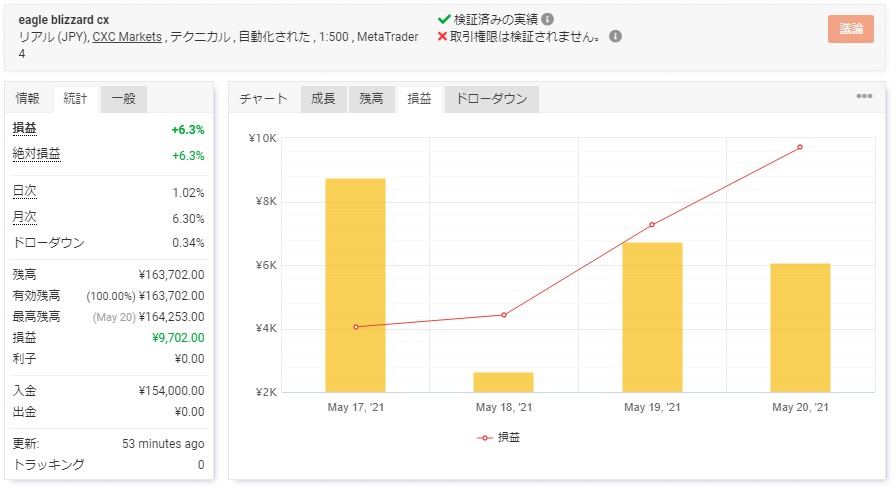 eagle blizzard cx
リアル (JPY), CXC Markets , テクニカル , 自動化された , 1:500 , MetaTrader
4
検証済みの実績
取引権限は検証されません。
議論
情報 統計 一般
損益 +6.3%
絶対損益 +6.3%
日次 1.02%
月次 6.30%
ドローダウン 0.34%
残高 ¥163,702.00
有効残高 (100.00%) ¥163,702.00
最高残高 (May 20) ¥164,253.00
損益 ¥9,702.00
利子 ¥0.00
入金 ¥154,000.00
出金 ¥0.00
更新: 53 minutes ago
トラッキング 0
チャート 成長 残高 損益 ドローダウン
¥10K
¥8K
¥6K
¥4K
¥2K
May 17, '21 May 18, '21 May 19, '21 May 20, '21
損益